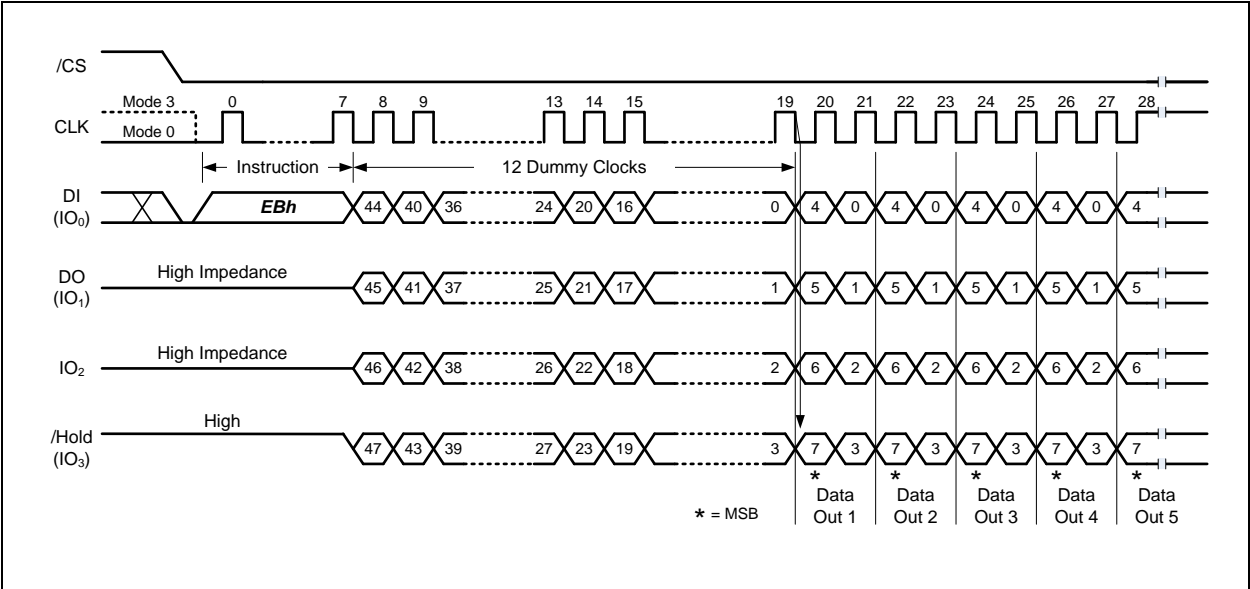 /CS
Mode 3 0 7 8 9 13 14 15 19 20 21 22 23 24 25 26 27 28
CLK
Mode 0
Instruction 12 Dummy Clocks
DI
(IO0) EBh 44 40 36 24 20 16 0 4 0 4 0 4 0 4 0 4
High Impedance
DO
(IO1) 45 41 37 25 21 17 1 5 1 5 1 5 1 5 1 5
High Impedance
IO2 46 42 38 26 22 18 2 6 2 6 2 6 2 6 2 6
High
/Hold
(IO3) 47 43 39 27 23 19 3 7 3 7 3 7 3 7 3 7
* * * * *
* = MSB
Data Data Data Data Data
Out 1 Out 2 Out 3 Out 4 Out 5